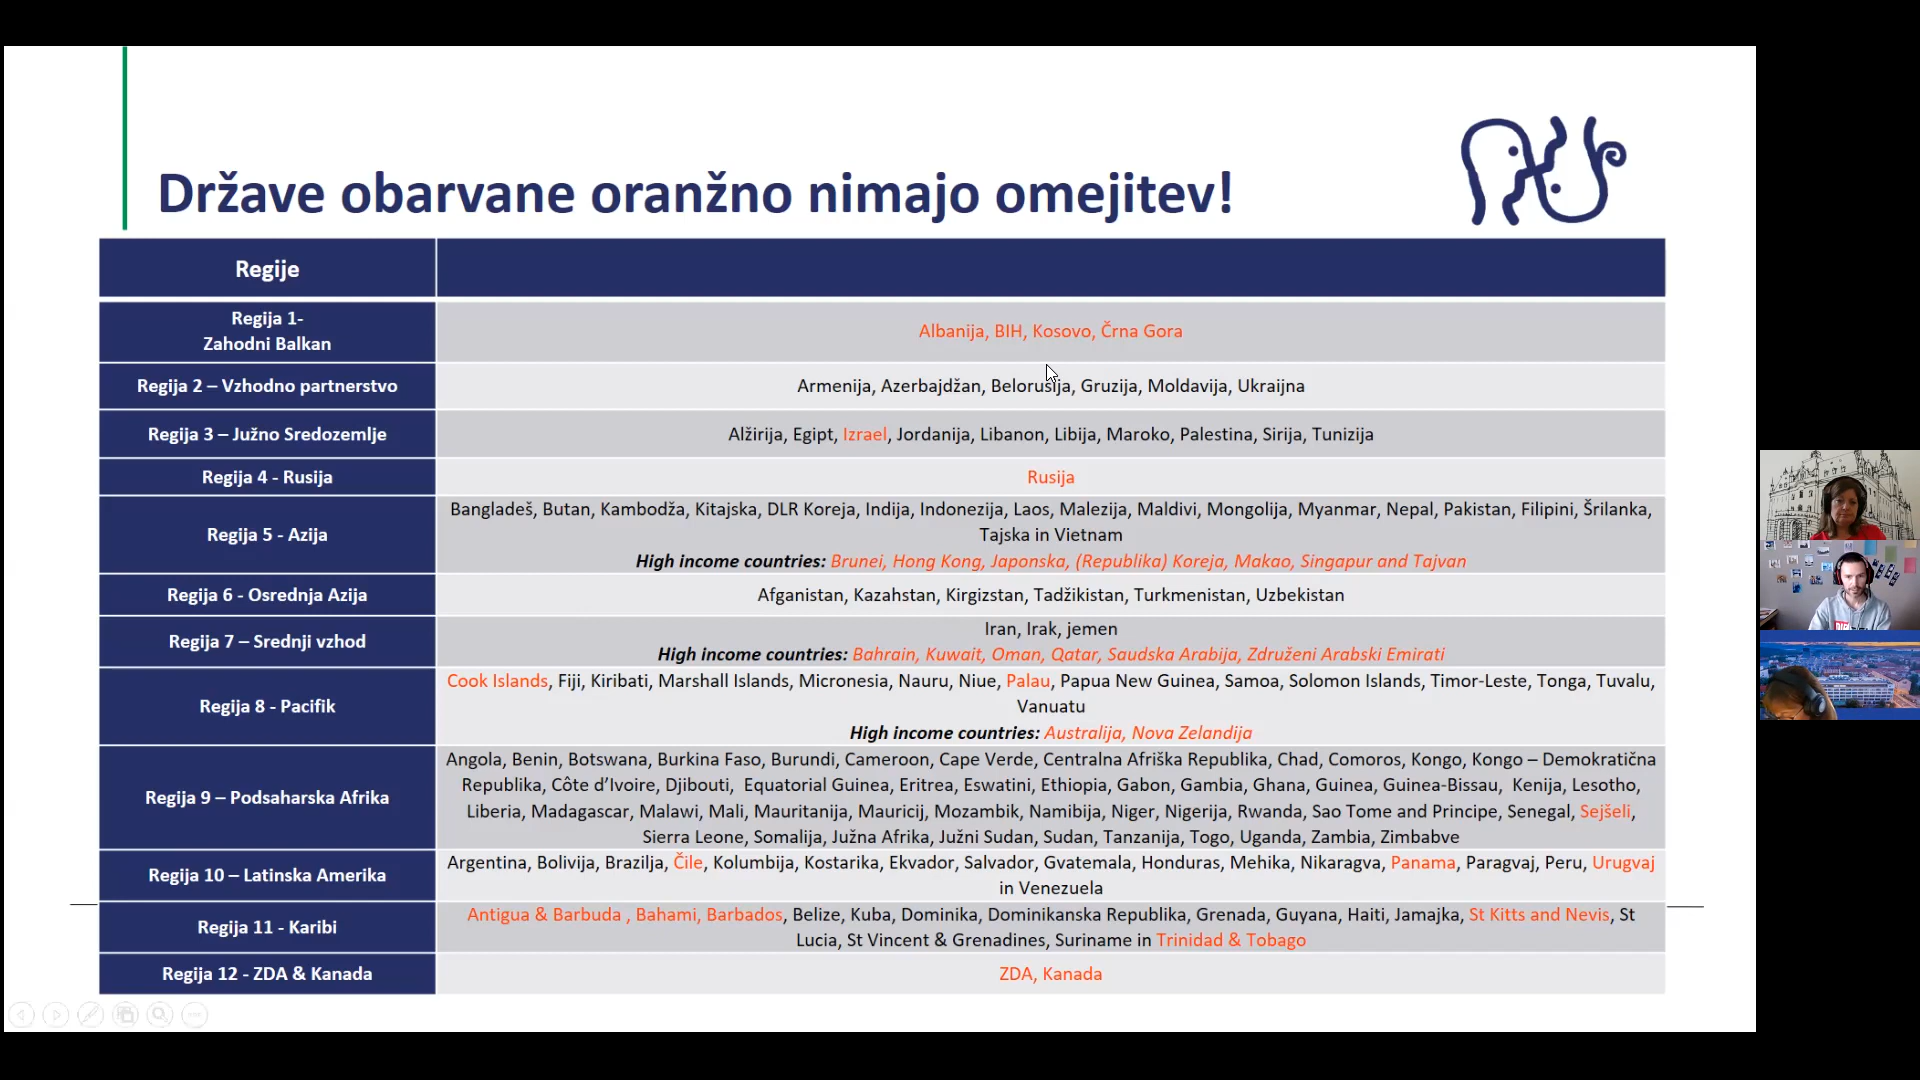 Države obarvane oranžno nimajo omejitev!
Regije
Regija 1-
Zahodni Balkan
Albanija, BIH, Kosovo, Črna Gora
Regija 2 – Vzhodno partnerstvo
Armenija, Azerbajdžan, Belorusija, Gruzija, Moldavija, Ukraijna
Regija 3 – Južno Sredozemlje
Alžirija, Egipt, Izrael, Jordanija, Libanon, Libija, Maroko, Palestina, Sirija, Tunizija
Regija 4 - Rusija
Rusija
Regija 5 - Azija
Bangladeš, Butan, Kambodža, Kitajska, DLR Koreja, Indija, Indonezija, Laos, Malezija, Maldivi, Mongolija, Myanmar, Nepal, Pakistan, Filipini, Šrilanka,
Tajska in Vietnam
High income countries: Brunei, Hong Kong, Japonska, (Republika) Koreja, Makao, Singapur and Tajvan
Regija 6 - Osrednja Azija
Afganistan, Kazahstan, Kirgizstan, Tadžikistan, Turkmenistan, Uzbekistan
Regija 7 – Srednji vzhod
Iran, Irak, jemen
High income countries: Bahrain, Kuwait, Oman, Qatar, Saudska Arabija, Združeni Arabski Emirati
Regija 8 - Pacifik
Cook Islands, Fiji, Kiribati, Marshall Islands, Micronesia, Nauru, Niue, Palau, Papua New Guinea, Samoa, Solomon Islands, Timor-Leste, Tonga, Tuvalu,
Vanuatu
High income countries: Australija, Nova Zelandija
Regija 9 – Podsaharska Afrika
Angola, Benin, Botswana, Burkina Faso, Burundi, Cameroon, Cape Verde, Centralna Afriška Republika, Chad, Comoros, Kongo, Kongo – Demokratična
Republika, Côte d’Ivoire, Djibouti, Equatorial Guinea, Eritrea, Eswatini, Ethiopia, Gabon, Gambia, Ghana, Guinea, Guinea-Bissau, Kenija, Lesotho,
Liberia, Madagascar, Malawi, Mali, Mauritanija, Mauricij, Mozambik, Namibija, Niger, Nigerija, Rwanda, Sao Tome and Principe, Senegal, Sejšeli,
Sierra Leone, Somalija, Južna Afrika, Južni Sudan, Sudan, Tanzanija, Togo, Uganda, Zambia, Zimbabve
Regija 10 – Latinska Amerika
Argentina, Bolivija, Brazilja, Čile, Kolumbija, Kostarika, Ekvador, Salvador, Gvatemala, Honduras, Mehika, Nikaragva, Panama, Paragvaj, Peru, Urugvaj
in Venezuela
Regija 11 - Karibi
Antigua & Barbuda , Bahami, Barbados, Belize, Kuba, Dominika, Dominikanska Republika, Grenada, Guyana, Haiti, Jamajka, St Kitts and Nevis, St
Lucia, St Vincent & Grenadines, Suriname in Trinidad & Tobago
Regija 12 - ZDA & Kanada
ZDA, Kanada